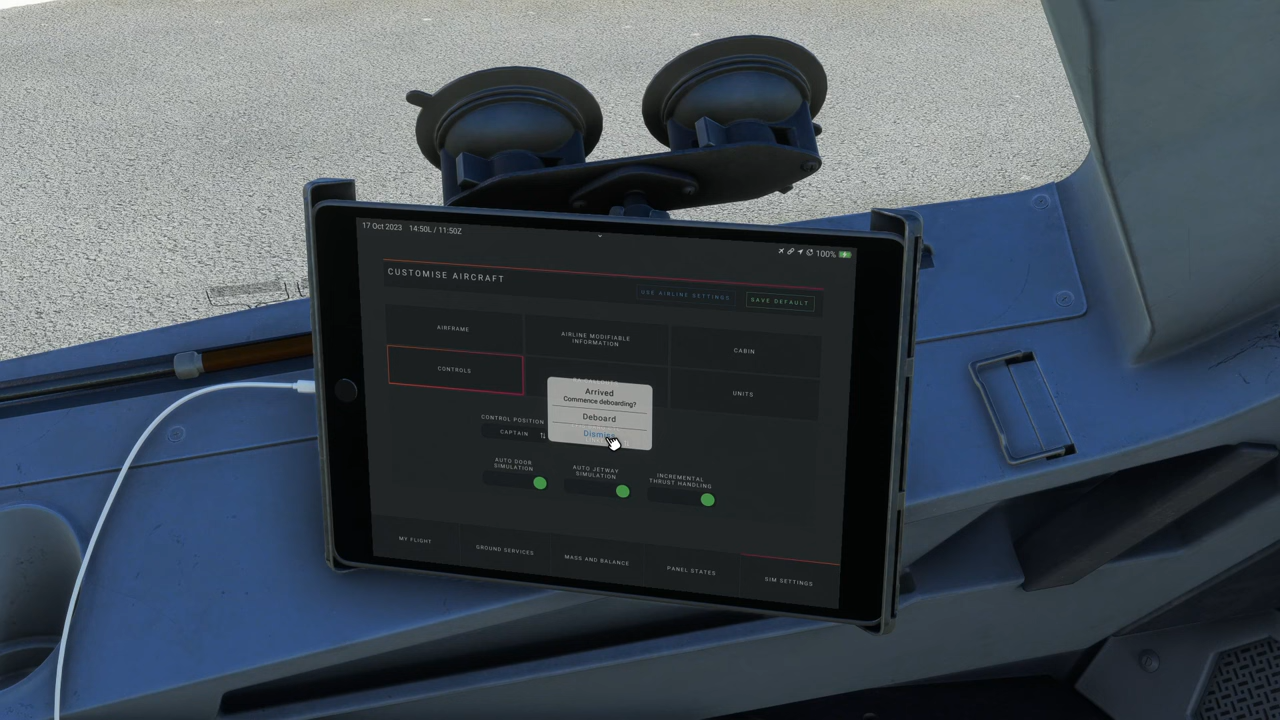 17 Oct 2023 14:50L / 11:50Z
100%
CUSTOMISE AIRCRAFT
USE AIRLINE SETTINGS
SAVE DEFAULT
AIRFRAME
AIRLINE MODIFIABLE
INFORMATION
CABIN
CONTROLS
UNITS
Arrived
Commence deboarding?
Deboard
Dismiss
CONTROL POSITION
CAPTAIN
AUTO DOOR
SIMULATION
AUTO JETWAY
SIMULATION
INCREMENTAL
THRUST HANDLING
MY FLIGHT
GROUND SERVICES
MASS AND BALANCE
PANEL STATES
SIM SETTINGS